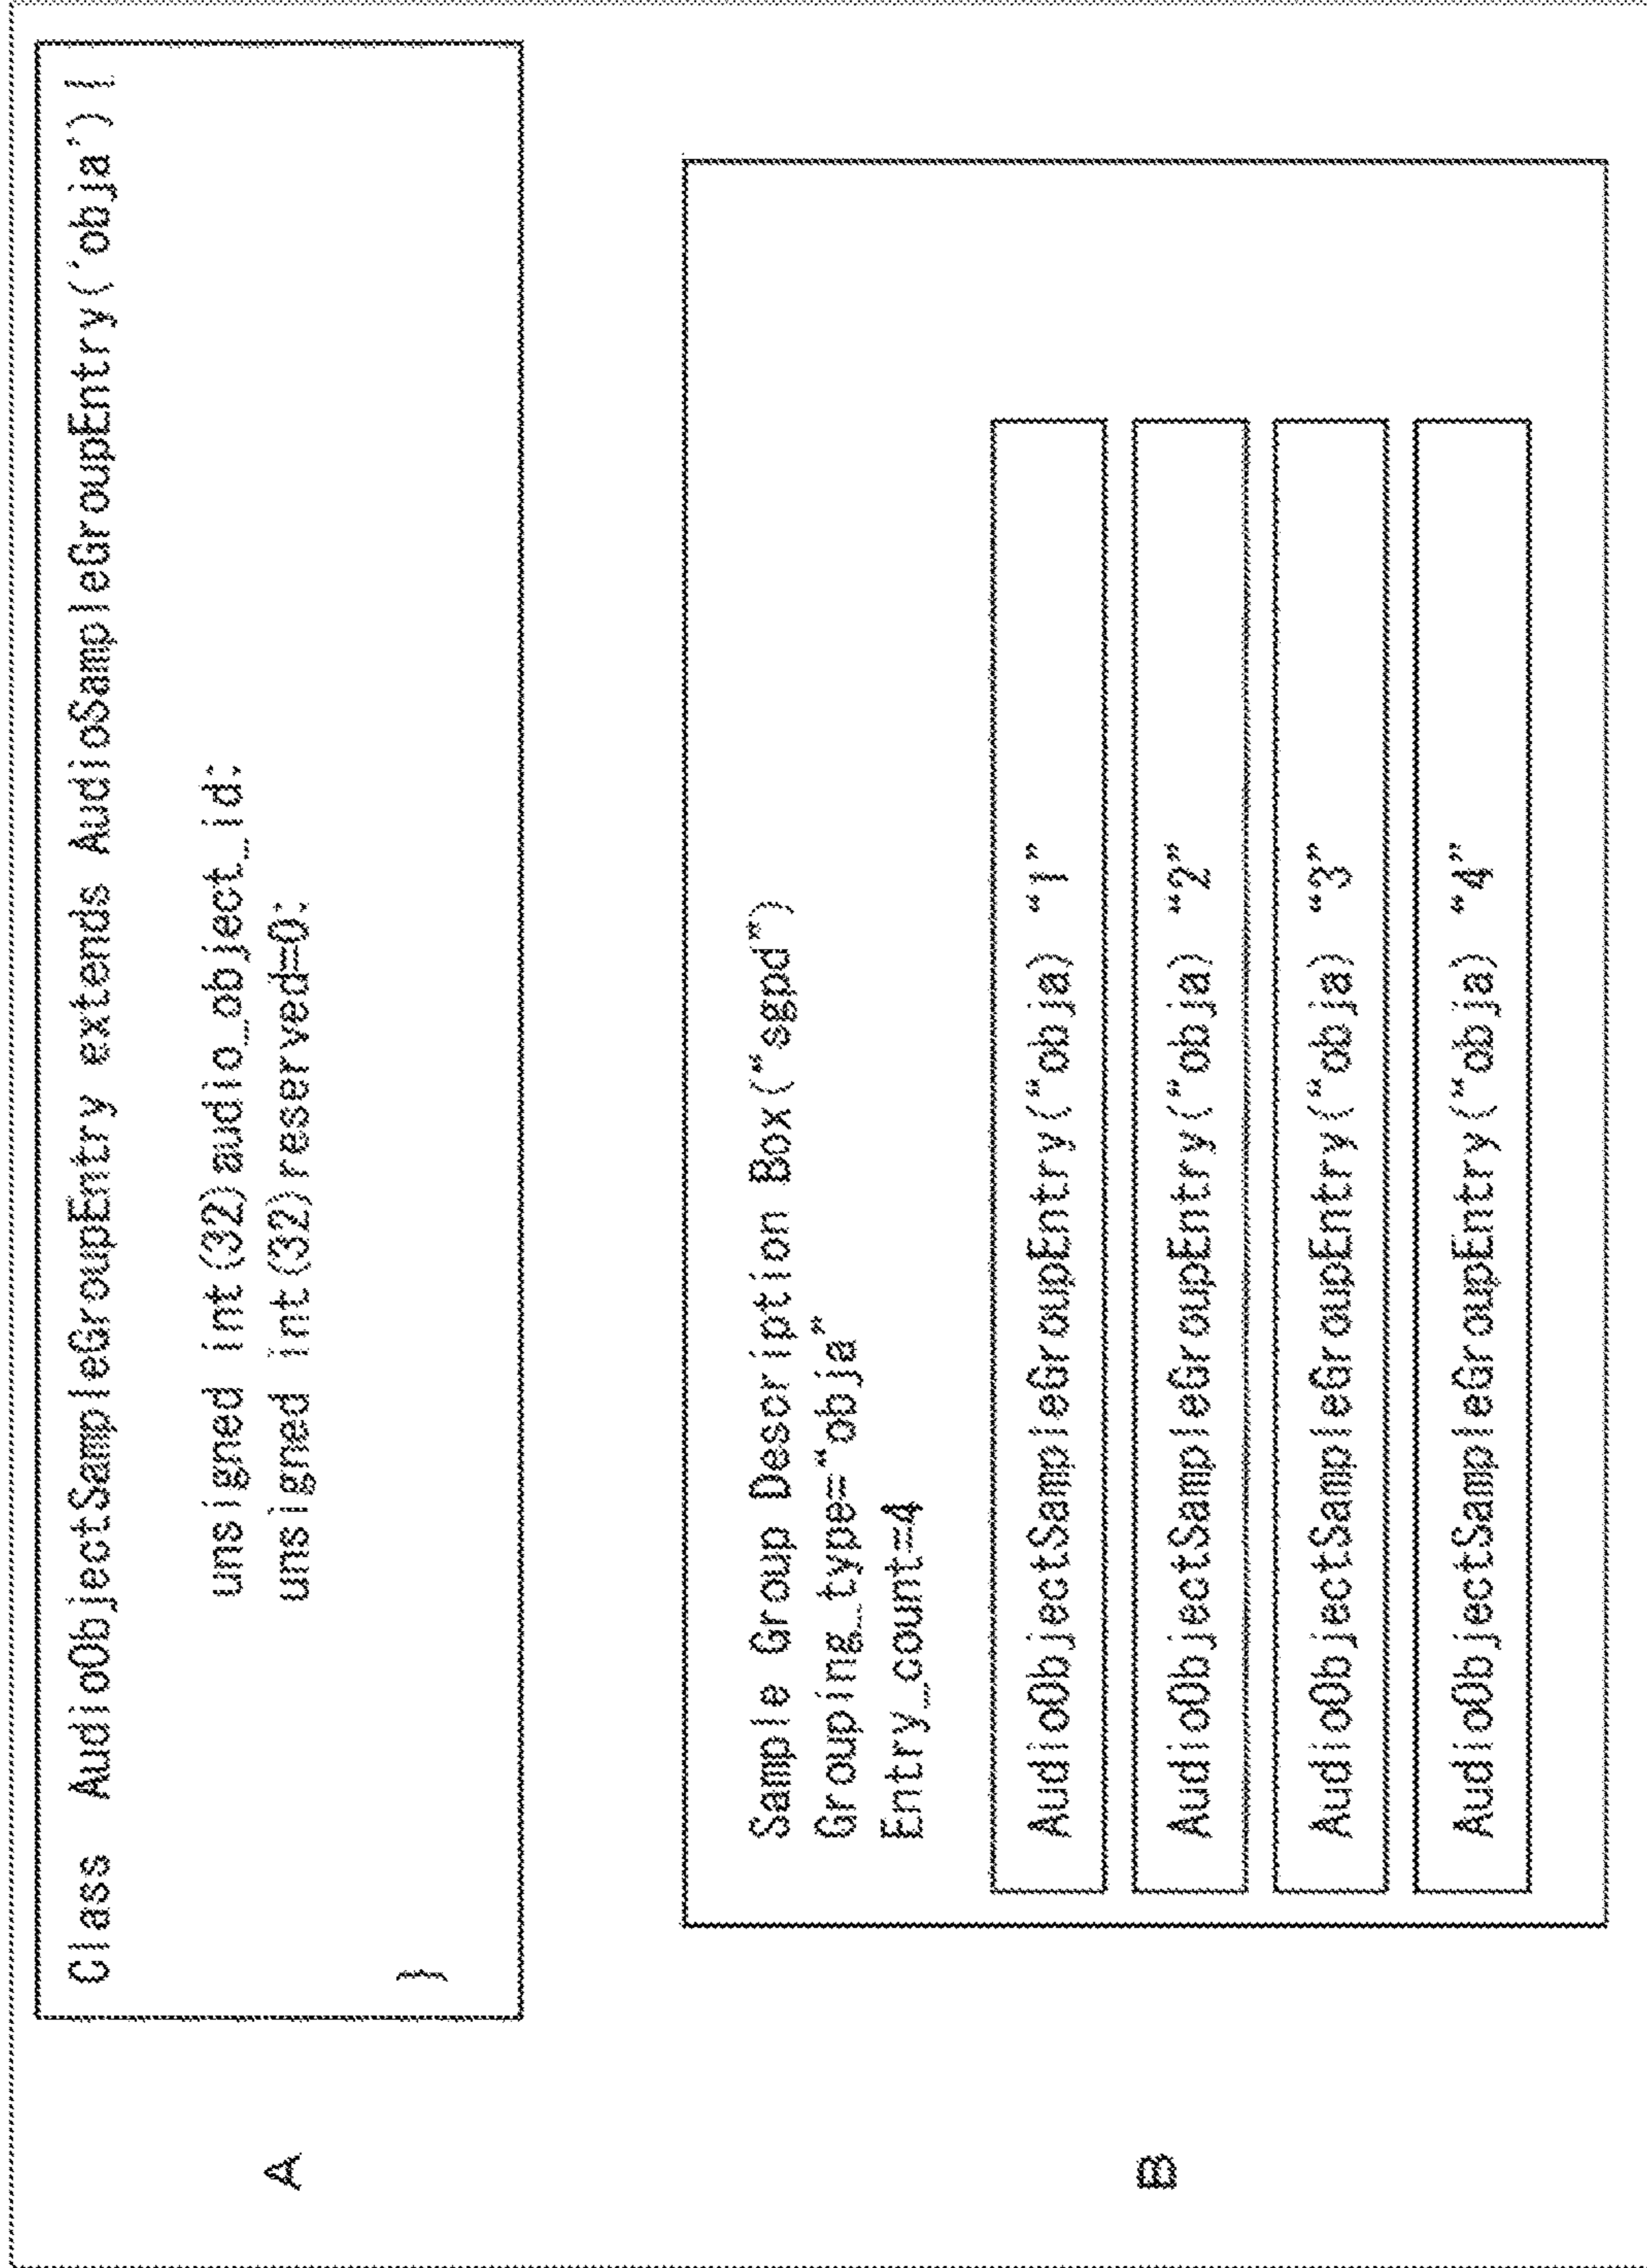 A
Class AudioObjectSampleGroupEntry extends AudioSampleGroupEntry('obja'){
unsigned int(32)audio_object_id;
unsigned int(32)reserved=0;
}
B
Sample Group Description Box("sgpd")
Grouping_type="obja"
Entry_count=4
AudioObjectSampleGroupEntry("obja) "1"
AudioObjectSampleGroupEntry("obja) "2"
AudioObjectSampleGroupEntry("obja) "3"
AudioObjectSampleGroupEntry("obja) "4"